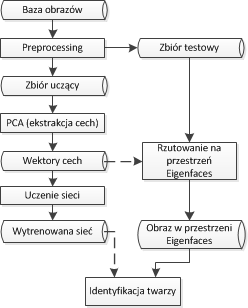 Baza obrazów
Preprocessing
Zbiór testowy
Zbiór uczący
PCA (ekstrakcja cech)
Wektory cech
Rzutowanie na
przestrzeń
Eigenfaces
Uczenie sieci
Wytrenowana sieć
Obraz w przestrzeni
Eigenfaces
Identyfikacja twarzy